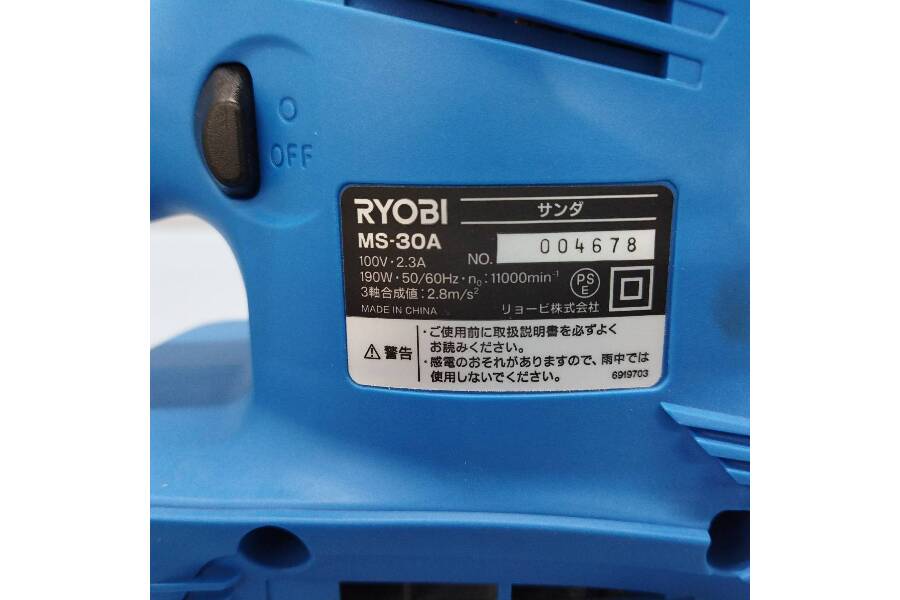 O
OFF
RYOBI
サンダ
MS-30A
NO. 004678
100V・2.3A
190W・50/60Hz・n₀：11000min⁻¹
3軸合成値：2.8m/s²
PS
E
MADE IN CHINA
リョービ株式会社
⚠警告
・ご使用前に取扱説明書を必ずよく
お読みください。
・感電のおそれがありますので、雨中では
使用しないでください。
6919703